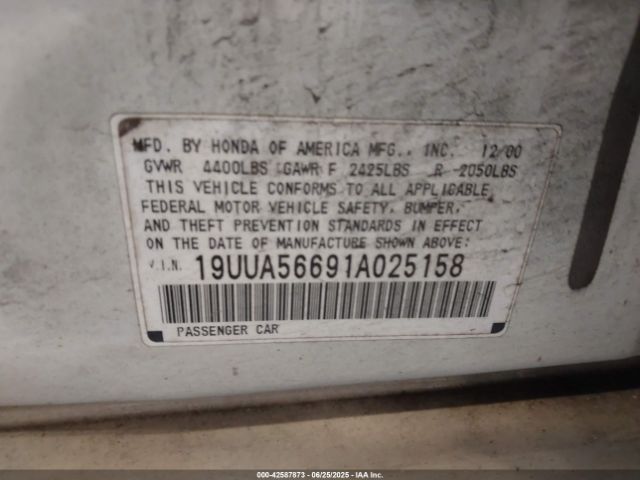 MFD. BY HONDA OF AMERICA MFG., INC. 12/00
GVWR 4400LBS GAWR F 2425LBS R 2050LBS
THIS VEHICLE CONFORMS TO ALL APPLICABLE
FEDERAL MOTOR VEHICLE SAFETY, BUMPER,
AND THEFT PREVENTION STANDARDS IN EFFECT
ON THE DATE OF MANUFACTURE SHOWN ABOVE:
V.I.N. 19UUA56691A025158
PASSENGER CAR
000-42587873 - 06/25/2025 - IAA Inc.